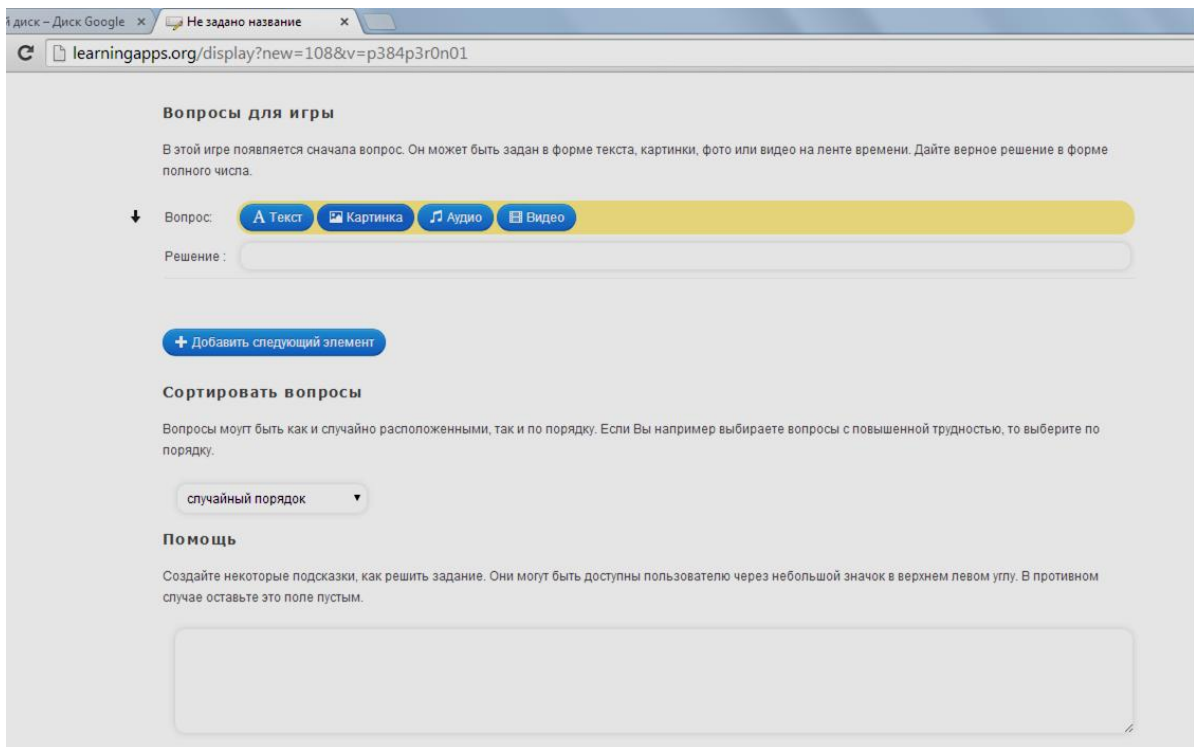 й диск – Диск Google
Не задано название
learningapps.org/display?new=108&v=p384p3r0n01
Вопросы для игры
В этой игре появляется сначала вопрос. Он может быть задан в форме текста, картинки, фото или видео на ленте времени. Дайте верное решение в форме
полного числа.
Вопрос: Текст Картинка Аудио Видео
Решение :
Добавить следующий элемент
Сортировать вопросы
Вопросы моугт быть как и случайно расположенными, так и по порядку. Если Вы например выбираете вопросы с повышенной трудностью, то выберите по
порядку.
случайный порядок
Помощь
Создайте некоторые подсказки, как решить задание. Они могут быть доступны пользователю через небольшой значок в верхнем левом углу. В противном
случае оставьте это поле пустым.